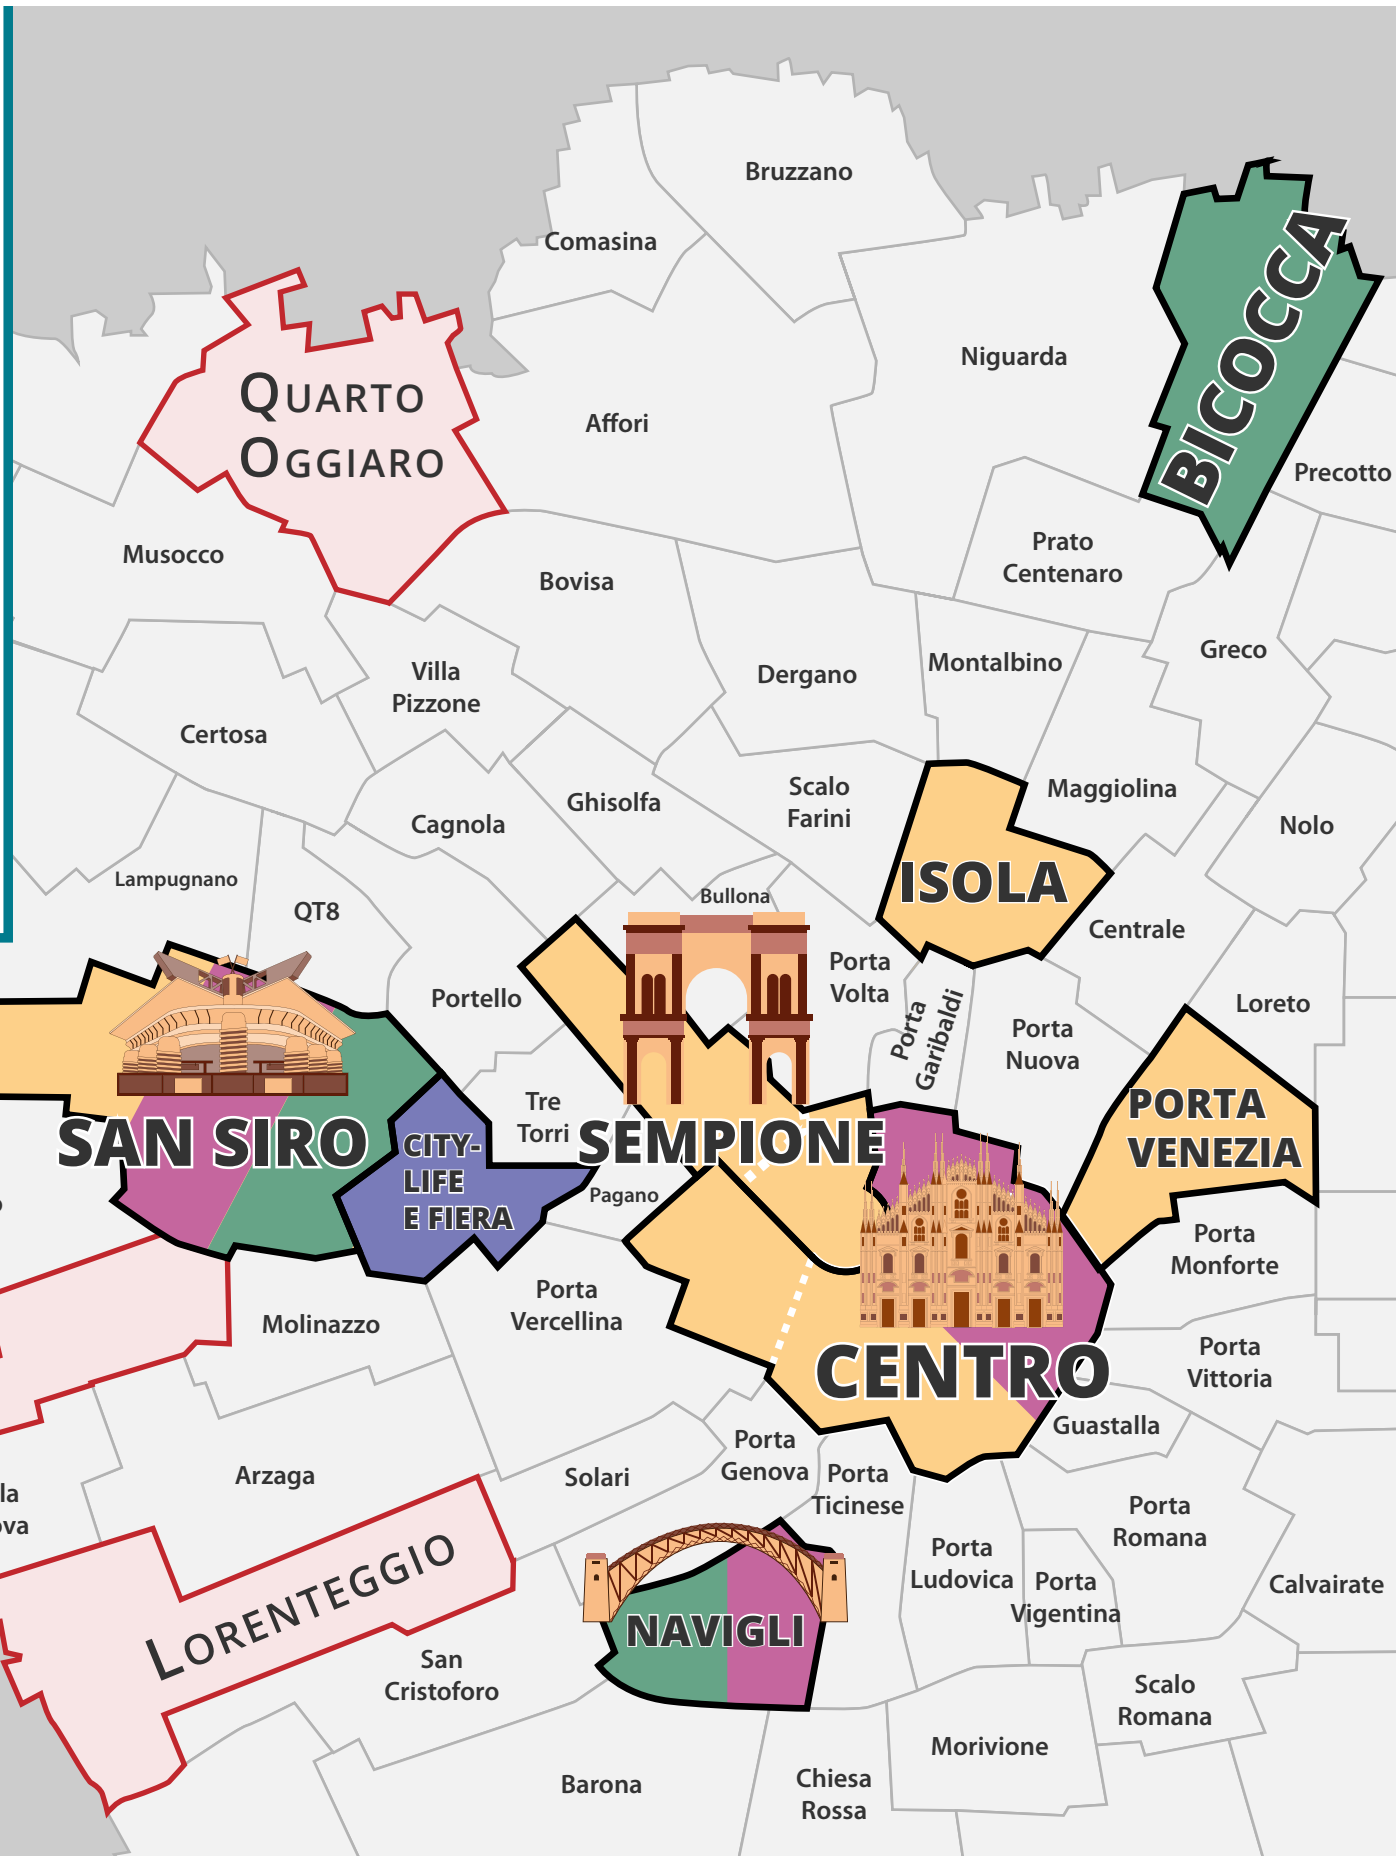 Bruzzano
Comasina
BICOCCA
Niguarda
QUARTO
OGGIARO
Affori
Precotto
Musocco
Prato
Centenaro
Bovisa
Greco
Villa
Pizzone
Dergano
Montalbino
Certosa
Scalo
Farini
Maggiolina
Ghisolfa
Cagnola
Nolo
Lampugnano
QT8
Bullona
ISOLA
Centrale
Porta
Volta
Portello
Loreto
Porta
Garibaldi
Porta
Nuova
Tre
Torri
PORTA
VENEZIA
SAN SIRO
CITY-
LIFE
E FIERA
SEMPIONE
Pagano
Porta
Monforte
Porta
Vercellina
Molinazzo
Porta
Vittoria
CENTRO
Guastalla
Porta
Genova
Arzaga
Solari
Porta
Ticinese
la
ova
Porta
Romana
LORENTEGGIO
Porta
Ludovica
Porta
Vigentina
Calvairate
NAVIGLI
San
Cristoforo
Scalo
Romana
Morivione
Barona
Chiesa
Rossa